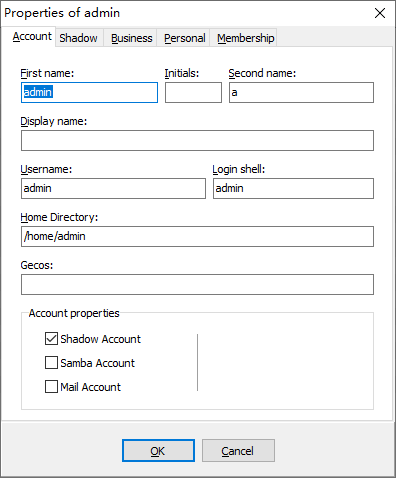 Properties of admin
Account Shadow Business Personal Membership
First name: Initials: Second name:
admin a
Display name:
Username: Login shell:
admin admin
Home Directory:
/home/admin
Gecos:
Account properties
Shadow Account
Samba Account
Mail Account
OK Cancel